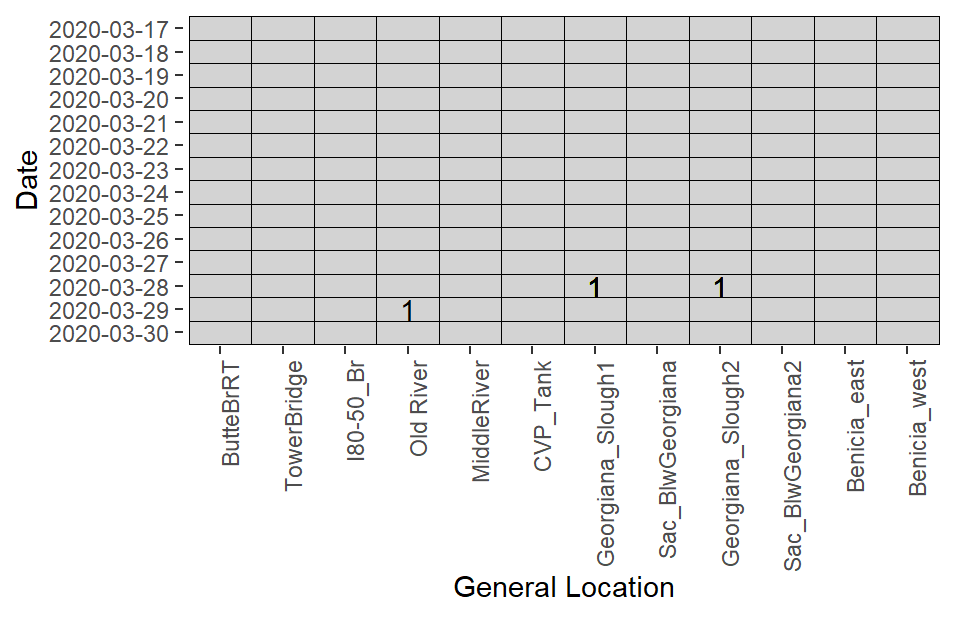 2020-03-17
2020-03-18
2020-03-19
2020-03-20
2020-03-21
2020-03-22
2020-03-23
2020-03-24
2020-03-25
2020-03-26
2020-03-27
2020-03-28 1 1
2020-03-29 1
2020-03-30
Date
ButteBrRT
TowerBridge
I80-50_Br
Old River
MiddleRiver
CVP_Tank
Georgiana_Slough1
Sac_BlwGeorgiana
Georgiana_Slough2
Sac_BlwGeorgiana2
Benicia_east
Benicia_west
General Location